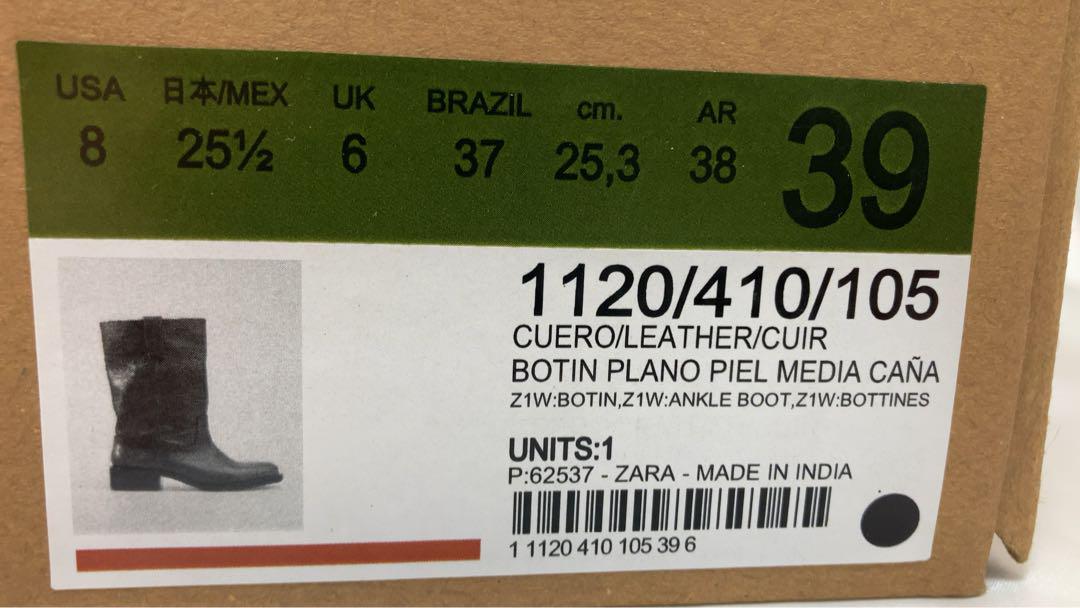 USA 日本/MEX UK BRAZIL cm. AR 39
8 25½ 6 37 25,3 38
1120/410/105
CUERO/LEATHER/CUIR
BOTIN PLANO PIEL MEDIA CAÑA
Z1W:BOTIN,Z1W:ANKLE BOOT,Z1W:BOTTINES
UNITS:1
P:62537 - ZARA - MADE IN INDIA
1 1120 410 105 39 6